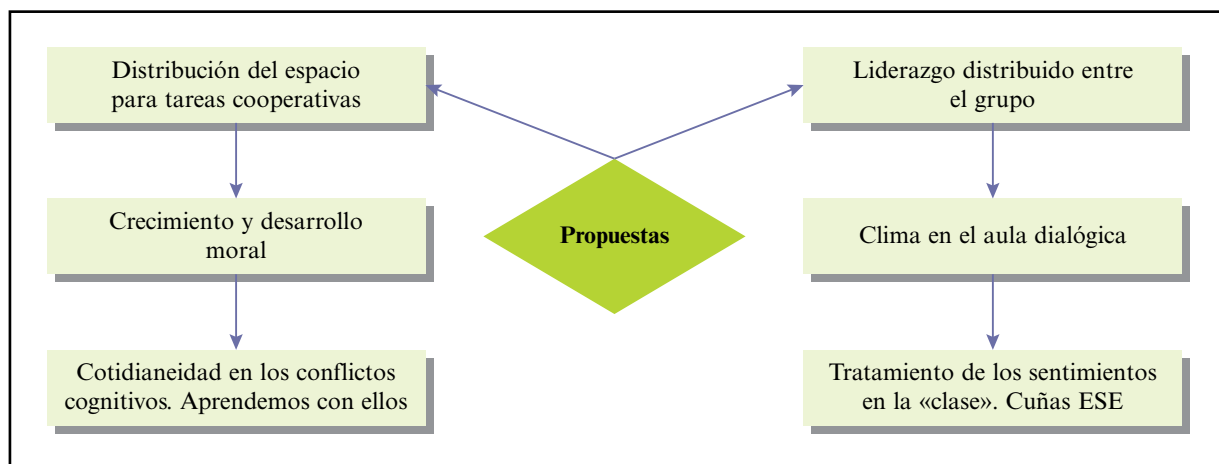 Distribución del espacio
para tareas cooperativas
Liderazgo distribuido entre
el grupo
Crecimiento y desarrollo
moral
Propuestas
Clima en el aula dialógica
Cotidianeidad en los conflictos
cognitivos. Aprendemos con ellos
Tratamiento de los sentimientos
en la «clase». Cuñas ESE